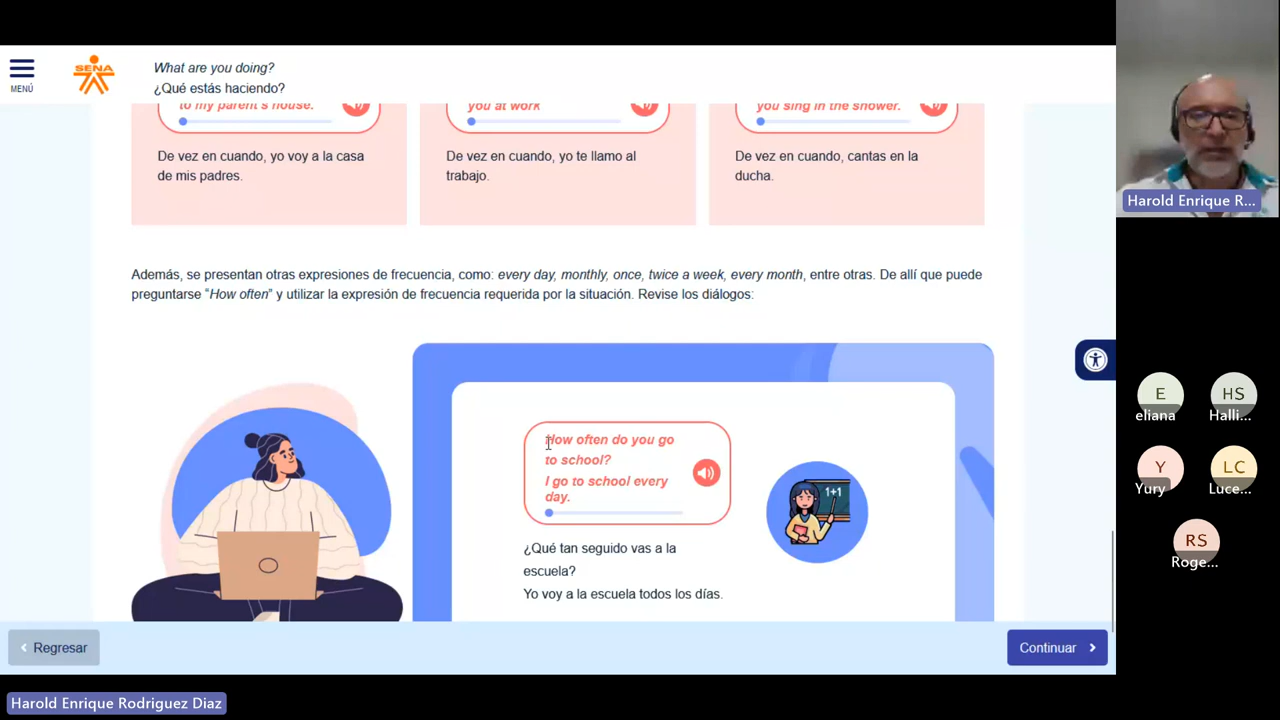 MENÚ
SENA
What are you doing?
¿Qué estás haciendo?
to my parent's house.
you at work
you sing in the shower.
De vez en cuando, yo voy a la casa
de mis padres.
De vez en cuando, yo te llamo al
trabajo.
De vez en cuando, cantas en la
ducha.
Además, se presentan otras expresiones de frecuencia, como: every day, monthly, once, twice a week, every month, entre otras. De allí que puede
preguntarse “How often” y utilizar la expresión de frecuencia requerida por la situación. Revise los diálogos:
How often do you go
to school?
I go to school every
day.
1+1
¿Qué tan seguido vas a la
escuela?
Yo voy a la escuela todos los días.
Regresar
Continuar
Harold Enrique R...
E
eliana
HS
Halli...
Y
Yury
LC
Luce...
RS
Roge...
Harold Enrique Rodriguez Diaz